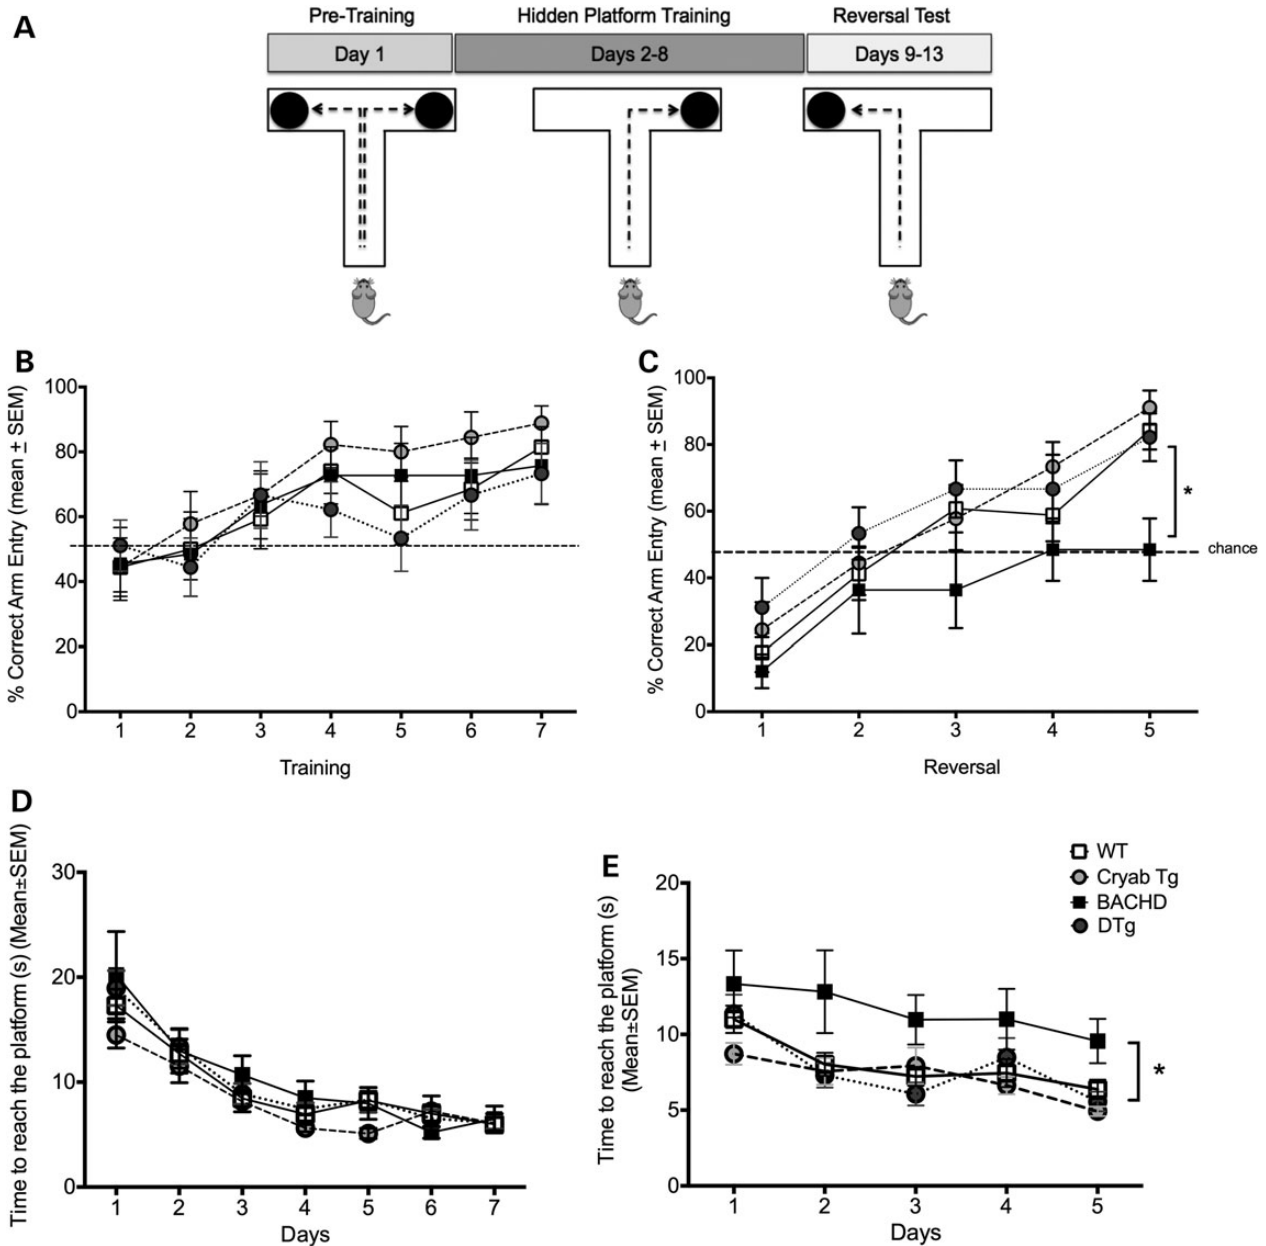 A
Pre-Training Hidden Platform Training Reversal Test
Day 1 Days 2-8 Days 9-13
B
% Correct Arm Entry (mean ± SEM)
100
80
60
40
20
0
1 2 3 4 5 6 7
Training
C
% Correct Arm Entry (mean ± SEM)
100
80
60
40
20
0
*
chance
1 2 3 4 5
Reversal
D
Time to reach the platform (s) (Mean±SEM)
30
20
10
0
1 2 3 4 5 6 7
Days
E
Time to reach the platform (s)
(Mean±SEM)
20
15
10
5
0
WT
Cryab Tg
BACHD
DTg
*
1 2 3 4 5
Days